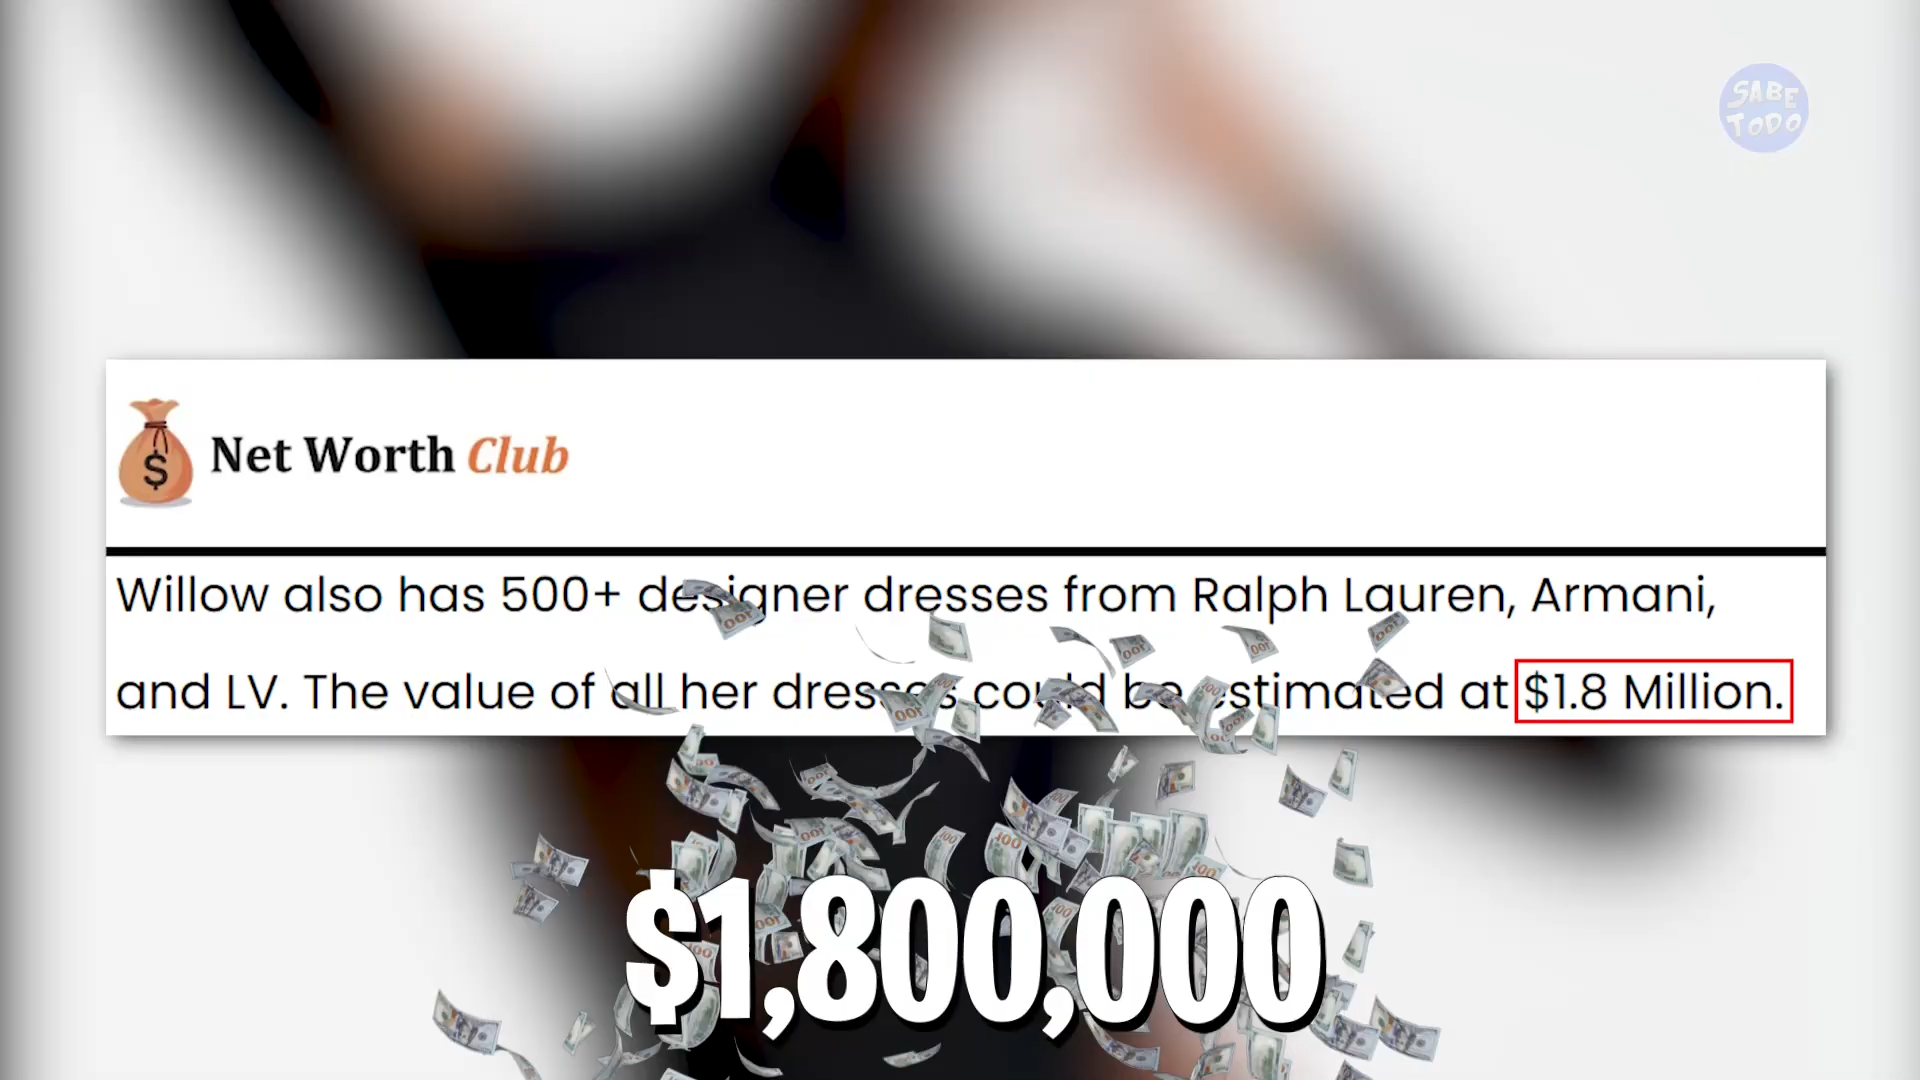 SABE
TODO
$
Net Worth Club
Willow also has 500+ designer dresses from Ralph Lauren, Armani,
and LV. The value of all her dresses could be estimated at $1.8 Million.
$1,800,000